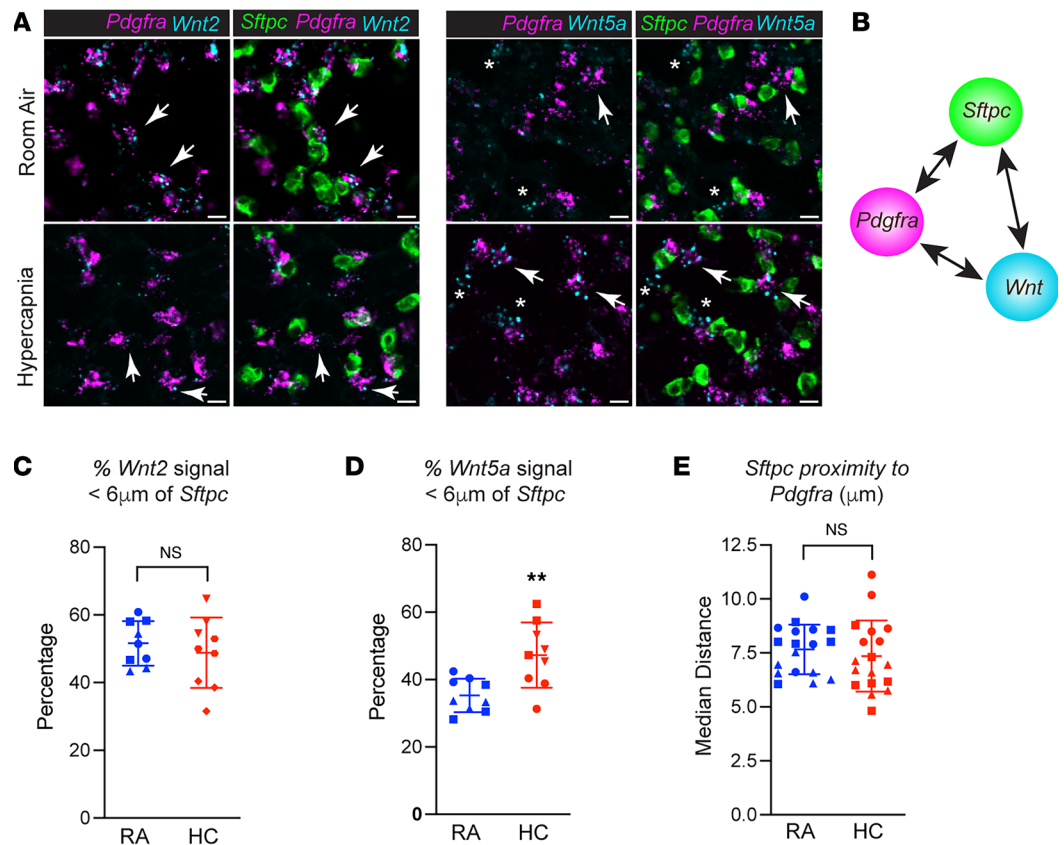 A
Pdgfra Wnt2
Sftpc Pdgfra Wnt2
Pdgfra Wnt5a
Sftpc Pdgfra Wnt5a
Room Air
*
*
*
*
Hypercapnia
*
*
*
*
B
Sftpc
Pdgfra
Wnt
C
% Wnt2 signal
< 6μm of Sftpc
NS
80
60
40
20
0
Percentage
RA
HC
D
% Wnt5a signal
< 6μm of Sftpc
**
80
60
40
20
0
Percentage
RA
HC
E
Sftpc proximity to
Pdgfra (μm)
NS
12.5
10.0
7.5
5.0
2.5
0.0
Median Distance
RA
HC